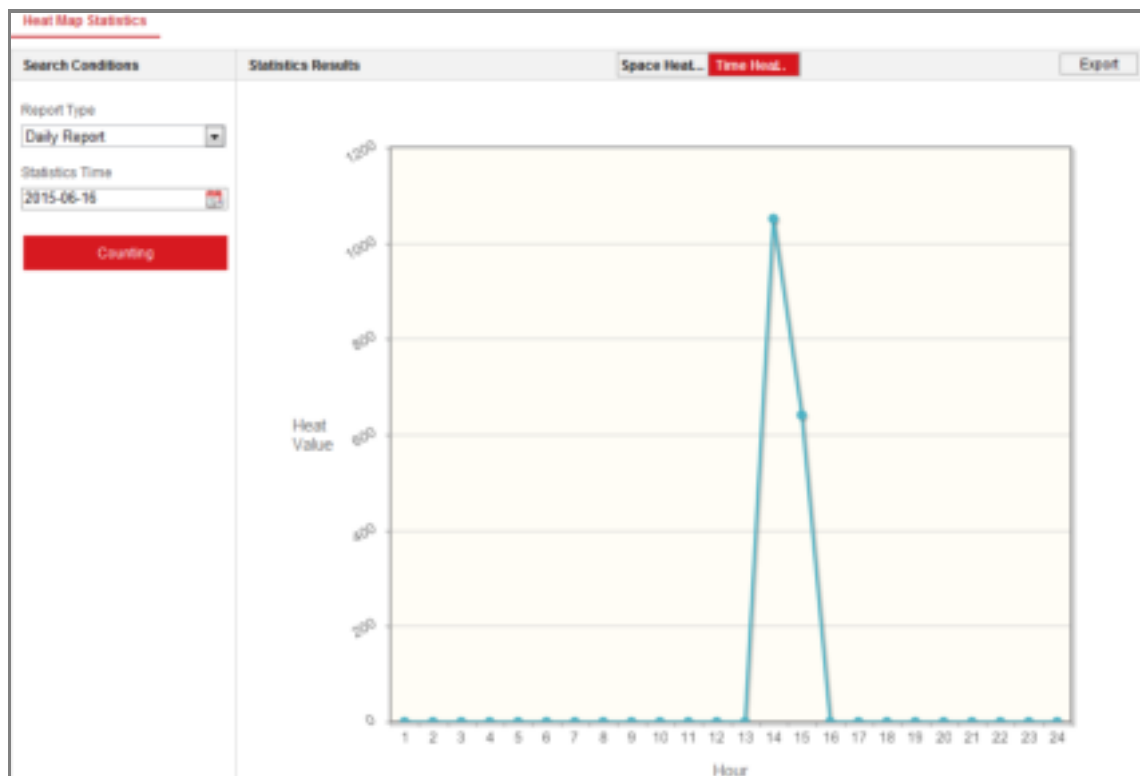 Heat Map Statistics
Search Conditions
Statistics Results
Space Heat...
Time Heat..
Export
Report Type
Daily Report
Statistics Time
2015-06-16
Counting
1200
1000
800
600
400
200
0
Heat
Value
1 2 3 4 5 6 7 8 9 10 11 12 13 14 15 16 17 18 19 20 21 22 23 24
Hour